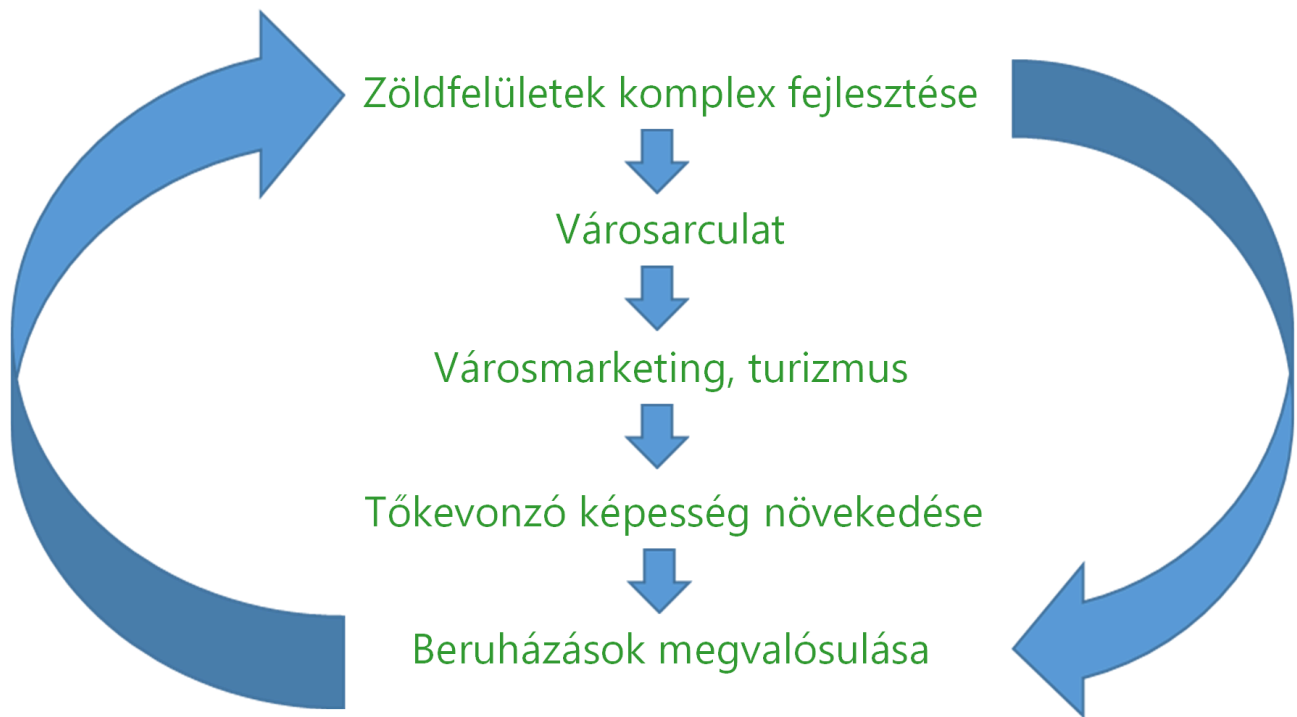 Zöldfelületek komplex fejlesztése
Városarculat
Városmarketing, turizmus
Tőkevonzó képesség növekedése
Beruházások megvalósulása